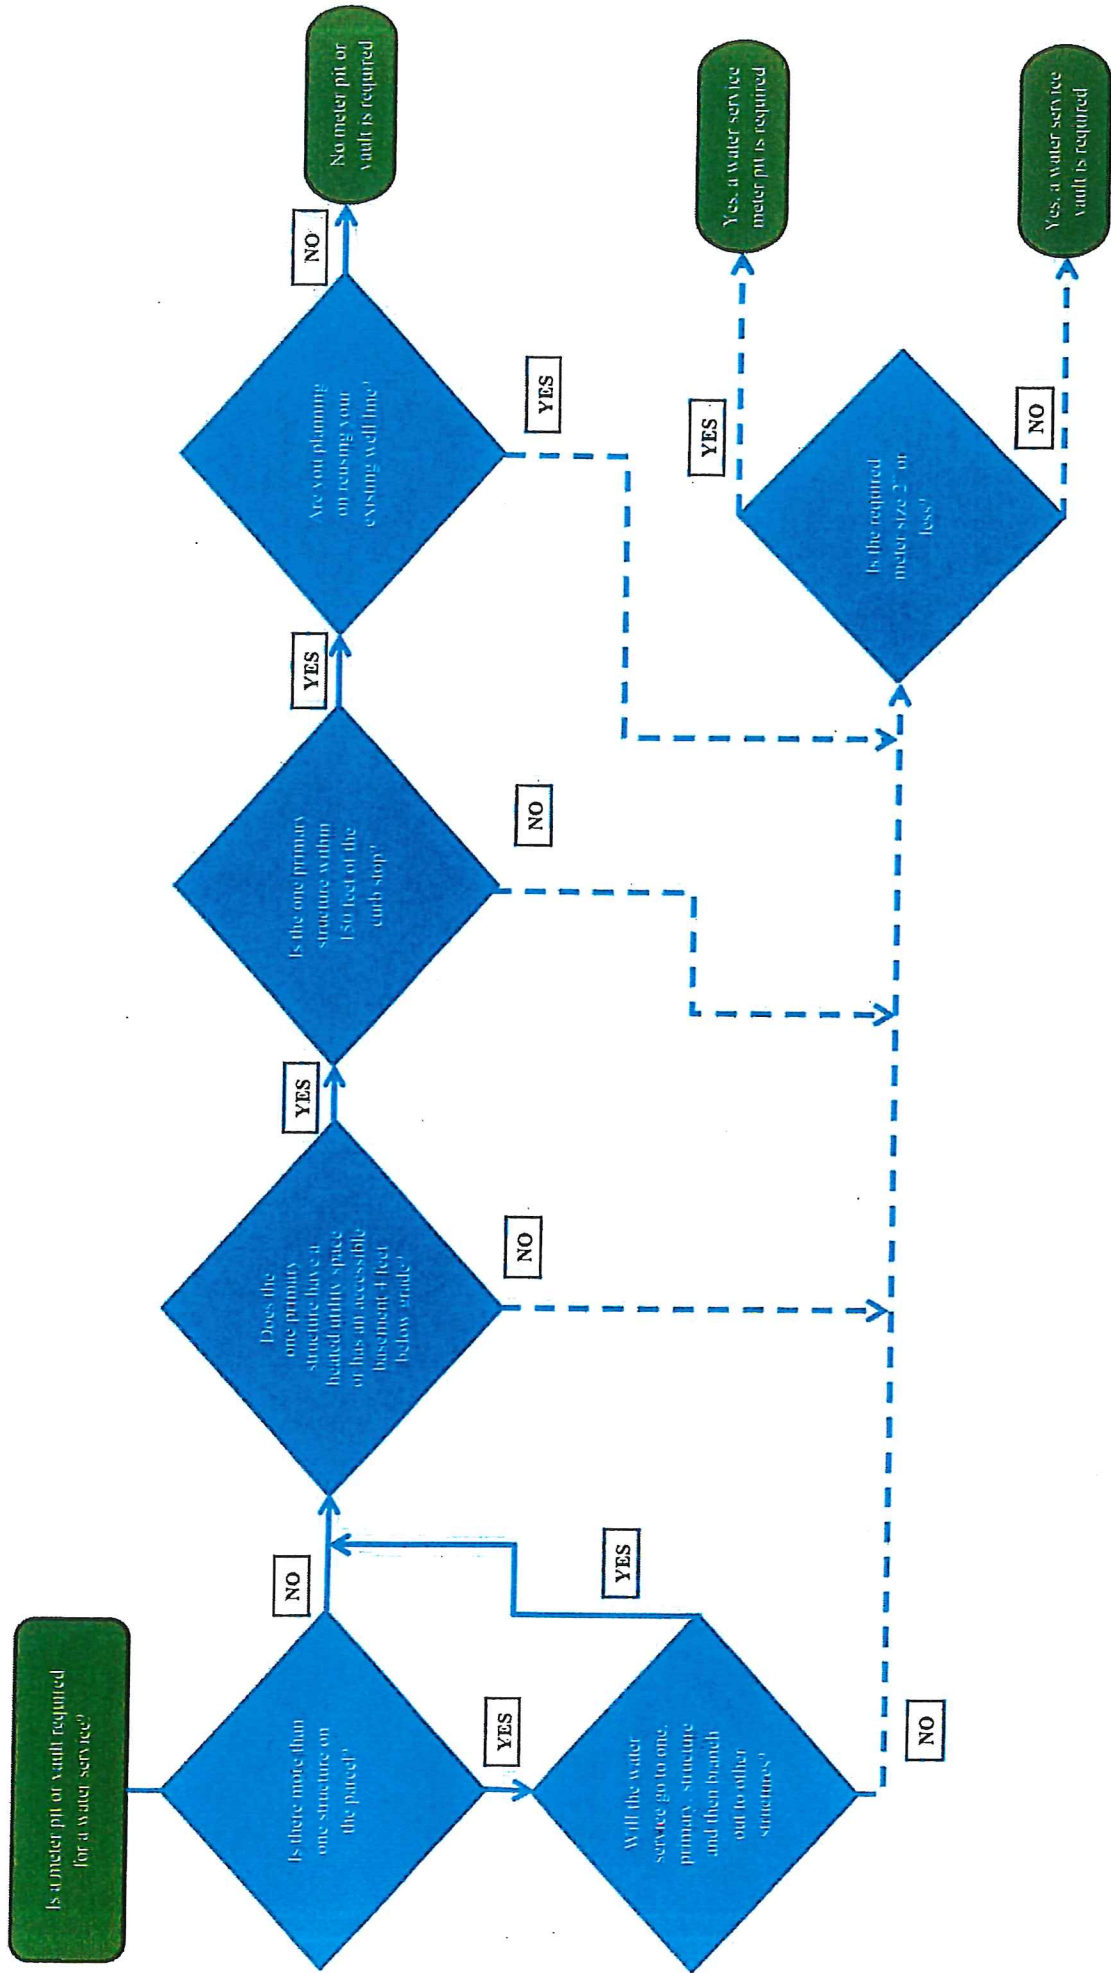 Is a meter pit or vault required
for a water service?
Is there more than
one structure on
the parcel?
NO
YES
Will the water
service go to one,
primary, structure
and then branch
out to other
structures?
YES
NO
Does the
one primary
structure have a
heated utility space
or has an accessible
basement 4 feet
below grade?
YES
NO
Is the one primary
structure within
150 feet of the
curb stop?
YES
NO
Are you planning
on reusing your
existing well line?
NO
YES
No meter pit or
vault is required
Is the required
meter size 2" or
less?
YES
NO
Yes, a water service
meter pit is required
Yes, a water service
vault is required